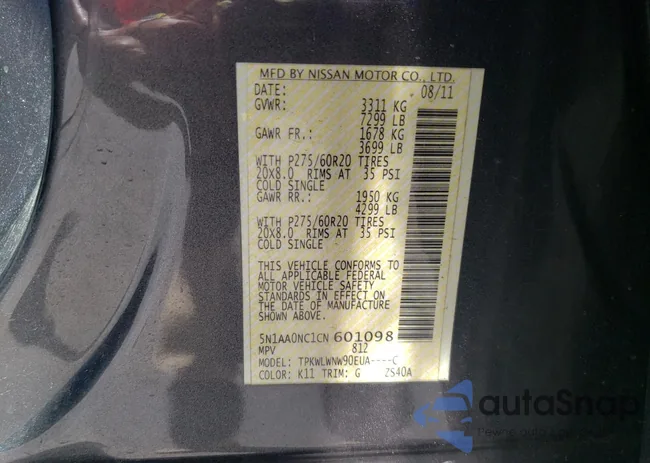 MFD BY NISSAN MOTOR CO., LTD.
DATE: 08/11
GVWR: 3311 KG
7299 LB
GAWR FR.: 1678 KG
3699 LB
WITH P275/60R20 TIRES
20X8.0 RIMS AT 35 PSI
COLD SINGLE
GAWR RR.: 1950 KG
4299 LB
WITH P275/60R20 TIRES
20X8.0 RIMS AT 35 PSI
COLD SINGLE
THIS VEHICLE CONFORMS TO
ALL APPLICABLE FEDERAL
MOTOR VEHICLE SAFETY
STANDARDS IN EFFECT ON
THE DATE OF MANUFACTURE
SHOWN ABOVE.
5N1AA0NC1CN 601098
MPV 812
MODEL: TPKWLWNW90EUA----C
COLOR: K11 TRIM: G ZS40A
autoSnap